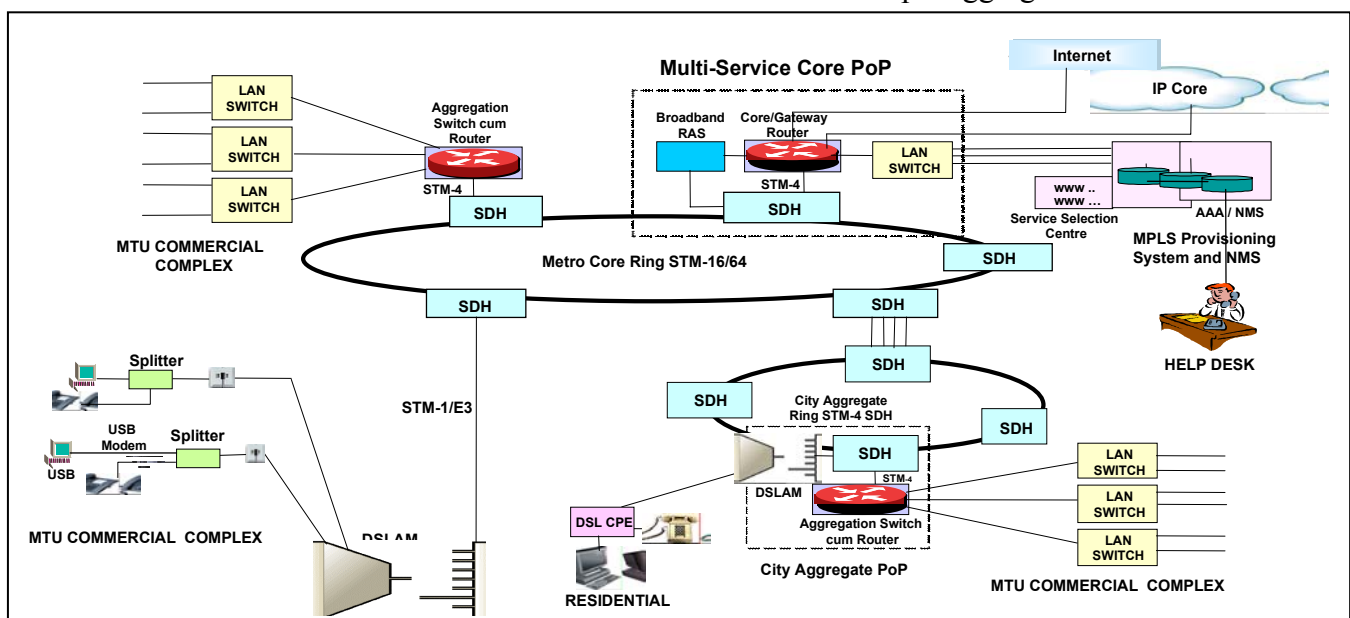 Multi-Service Core PoP
Internet
IP Core
LAN
SWITCH
LAN
SWITCH
LAN
SWITCH
Aggregation
Switch cum
Router
STM-4
SDH
MTU COMMERCIAL
COMPLEX
Broadband
RAS
Core/Gateway
Router
LAN
SWITCH
STM-4
SDH
www ..
www ...
Service Selection
Centre
AAA / NMS
MPLS Provisioning
System and NMS
HELP DESK
Metro Core Ring STM-16/64
SDH
SDH
SDH
Splitter
USB
Modem
Splitter
USB
MTU COMMERCIAL COMPLEX
STM-1/E3
DSLAM
SDH
SDH
SDH
City Aggregate
Ring STM-4 SDH
SDH
STM-4
DSLAM
Aggregation Switch
cum Router
City Aggregate PoP
DSL CPE
RESIDENTIAL
LAN
SWITCH
LAN
SWITCH
LAN
SWITCH
MTU COMMERCIAL COMPLEX